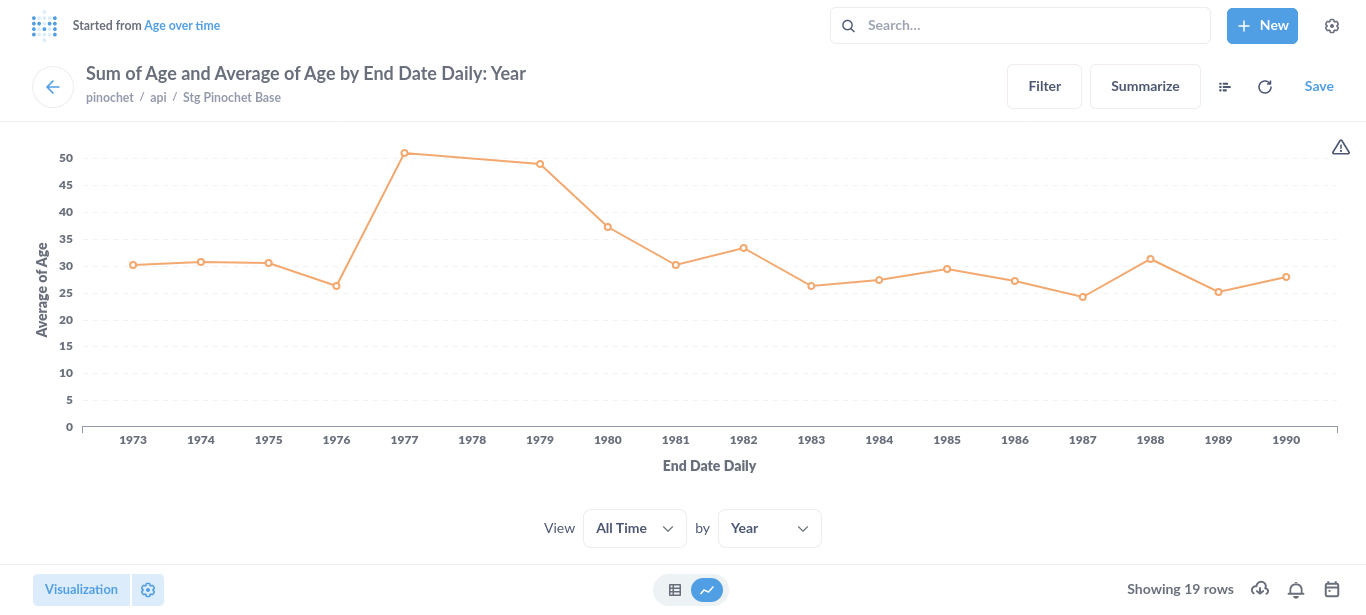 Started from Age over time
Search...
New
Sum of Age and Average of Age by End Date Daily: Year
pinochet / api / Stg Pinochet Base
Filter
Summarize
Save
50
45
40
35
30
25
20
15
10
5
0
Average of Age
1973 1974 1975 1976 1977 1978 1979 1980 1981 1982 1983 1984 1985 1986 1987 1988 1989 1990
End Date Daily
View All Time by Year
Visualization
Showing 19 rows